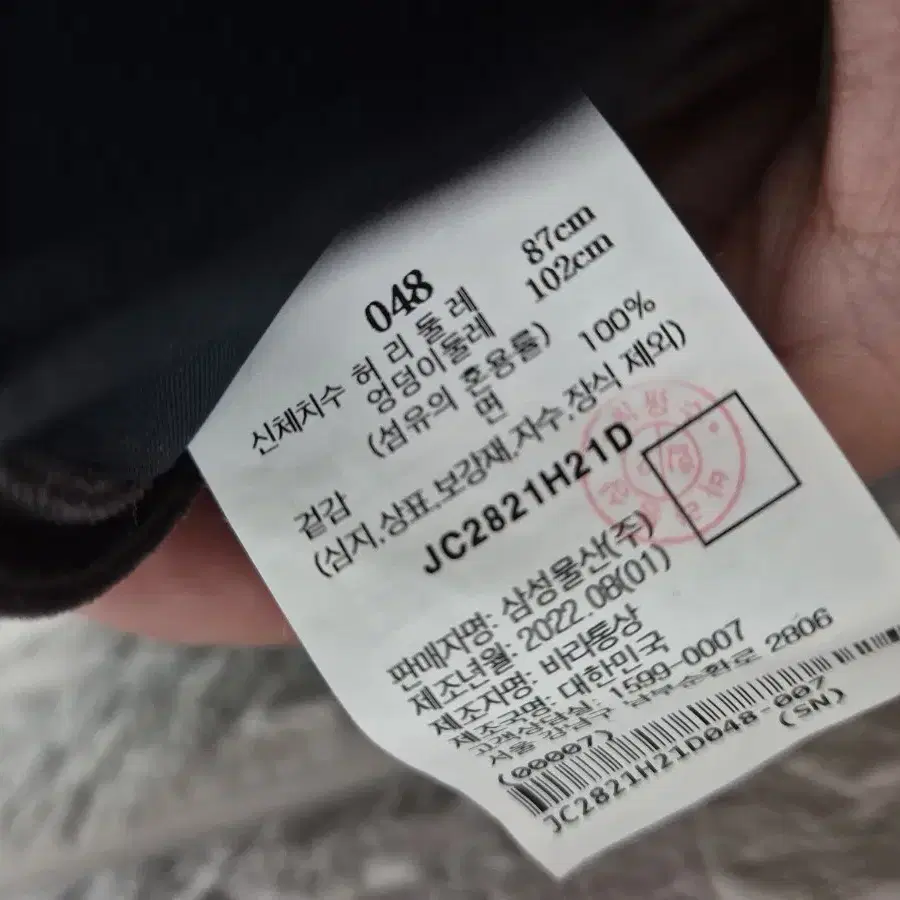 048
신체치수 허 리 둘 레 87cm
엉덩이둘레 102cm
(섬유의 혼용률)
겉감 면 100%
(심지,상표,보강재,자수,장식 제외)
JC2821H21D
판매자명: 삼성물산(주)
제조년월: 2022.08(01)
제조자명: 바라통상
제조국명: 대한민국
고객상담실: 1599-0007
서울 강남구 남부순환로 2806
(00007)
JC2821H21D048-007
(SN)